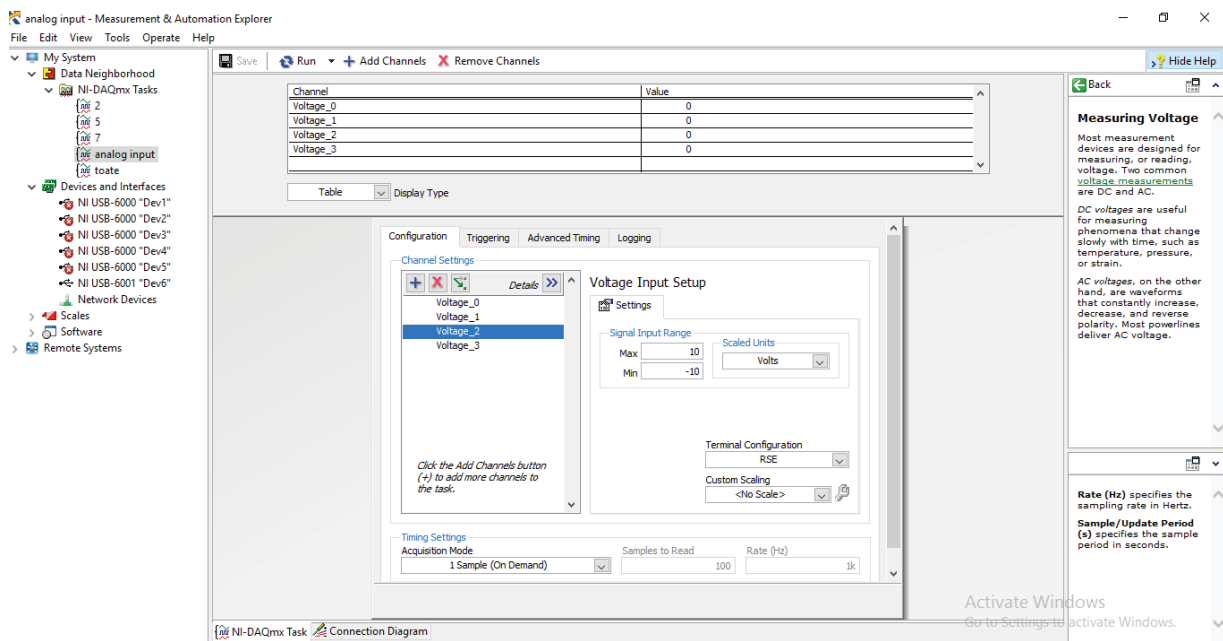 analog input - Measurement & Automation Explorer
File Edit View Tools Operate Help
My System
Data Neighborhood
NI-DAQmx Tasks
2
5
7
analog input
toate
Devices and Interfaces
NI USB-6000 "Dev1"
NI USB-6000 "Dev2"
NI USB-6000 "Dev3"
NI USB-6000 "Dev4"
NI USB-6000 "Dev5"
NI USB-6001 "Dev6"
Network Devices
Scales
Software
Remote Systems
Save Run Add Channels Remove Channels
Hide Help
Channel Value
Voltage_0 0
Voltage_1 0
Voltage_2 0
Voltage_3 0
Table Display Type
Configuration Triggering Advanced Timing Logging
Channel Settings
Details
Voltage_0
Voltage_1
Voltage_2
Voltage_3
Click the Add Channels button
(+) to add more channels to
the task.
Voltage Input Setup
Settings
Signal Input Range
Max 10
Min -10
Scaled Units
Volts
Terminal Configuration
RSE
Custom Scaling
<No Scale>
Timing Settings
Acquisition Mode Samples to Read Rate (Hz)
1 Sample (On Demand) 100 1k
NI-DAQmx Task Connection Diagram
Back
Measuring Voltage
Most measurement
devices are designed for
measuring, or reading,
voltage. Two common
voltage measurements
are DC and AC.
DC voltages are useful
for measuring
phenomena that change
slowly with time, such as
temperature, pressure,
or strain.
AC voltages, on the other
hand, are waveforms
that constantly increase,
decrease, and reverse
polarity. Most powerlines
deliver AC voltage.
Rate (Hz) specifies the
sampling rate in Hertz.
Sample/Update Period
(s) specifies the sample
period in seconds.
Activate Windows
Go to Settings to activate Windows.